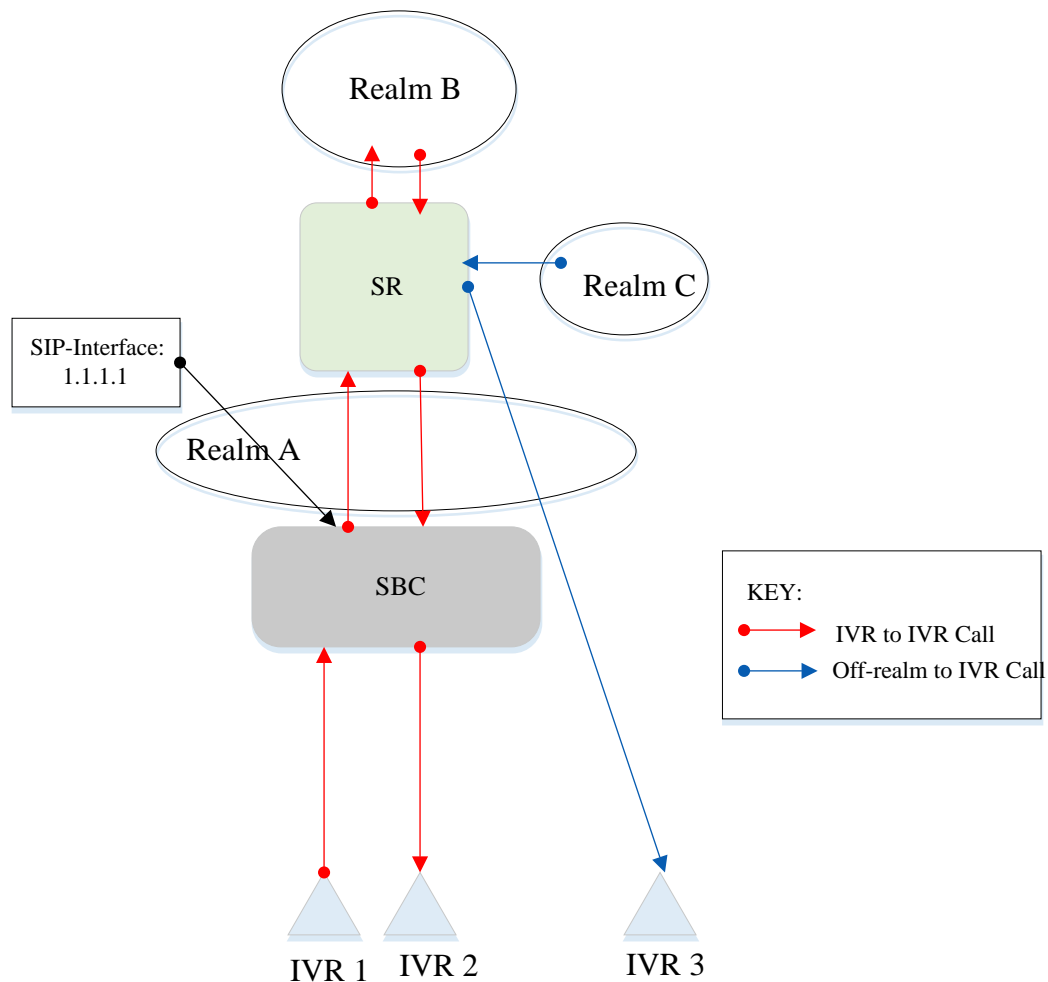 Realm B
SR
Realm C
SIP-Interface:
1.1.1.1
Realm A
SBC
KEY:
IVR to IVR Call
Off-realm to IVR Call
IVR 1
IVR 2
IVR 3